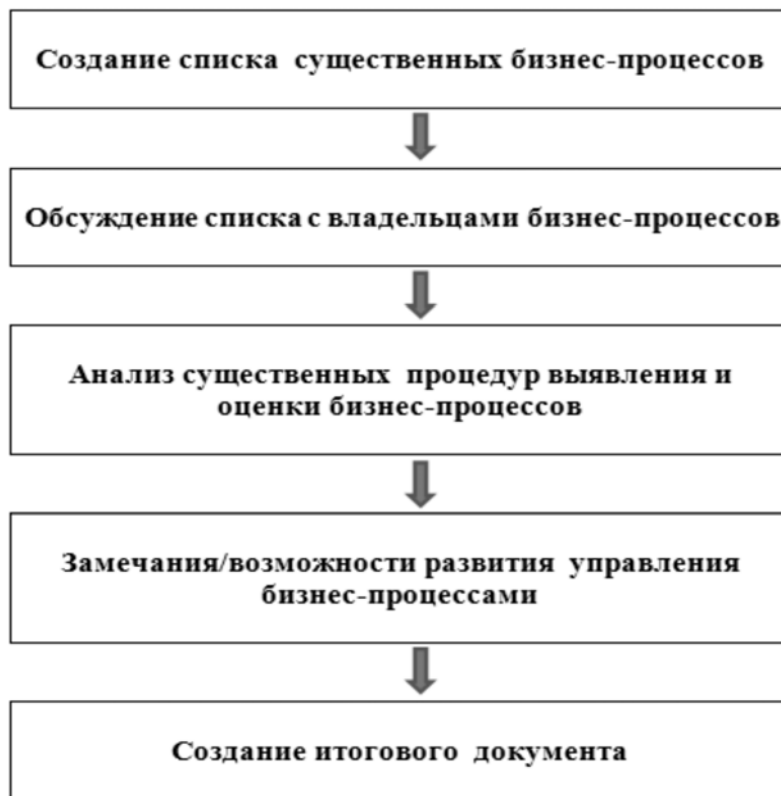 Создание списка существенных бизнес-процессов
Обсуждение списка с владельцами бизнес-процессов
Анализ существенных процедур выявления и
оценки бизнес-процессов
Замечания/возможности развития управления
бизнес-процессами
Создание итогового документа